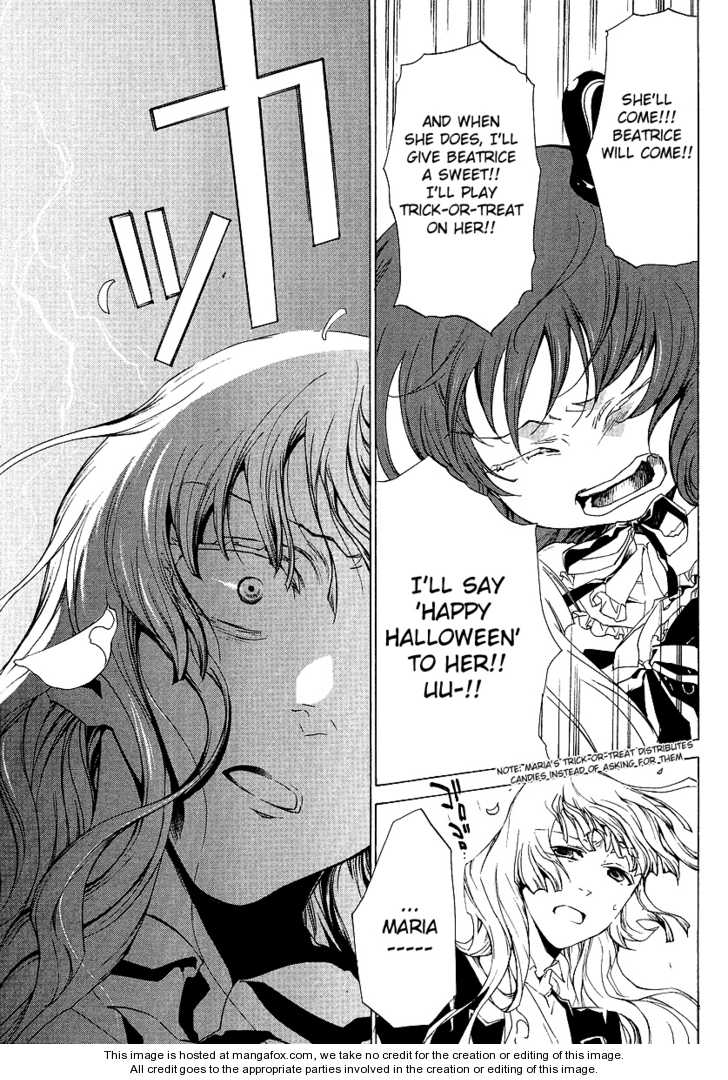 SHE'LL
COME!!!
BEATRICE
WILL COME!!
AND WHEN
SHE DOES, I'LL
GIVE BEATRICE
A SWEET!!
I'LL PLAY
TRICK-OR-TREAT
ON HER!!
I'LL SAY
'HAPPY
HALLOWEEN'
TO HER!!
UU-!!
NOTE: MARIA'S TRICK-OR-TREAT DISTRIBUTES
CANDIES INSTEAD OF ASKING FOR THEM
...
MARIA
-----
カッ
This image is hosted at mangafox.com, we take no credit for the creation or editing of this image.
All credit goes to the appropriate parties involved in the creation or editing of this image.